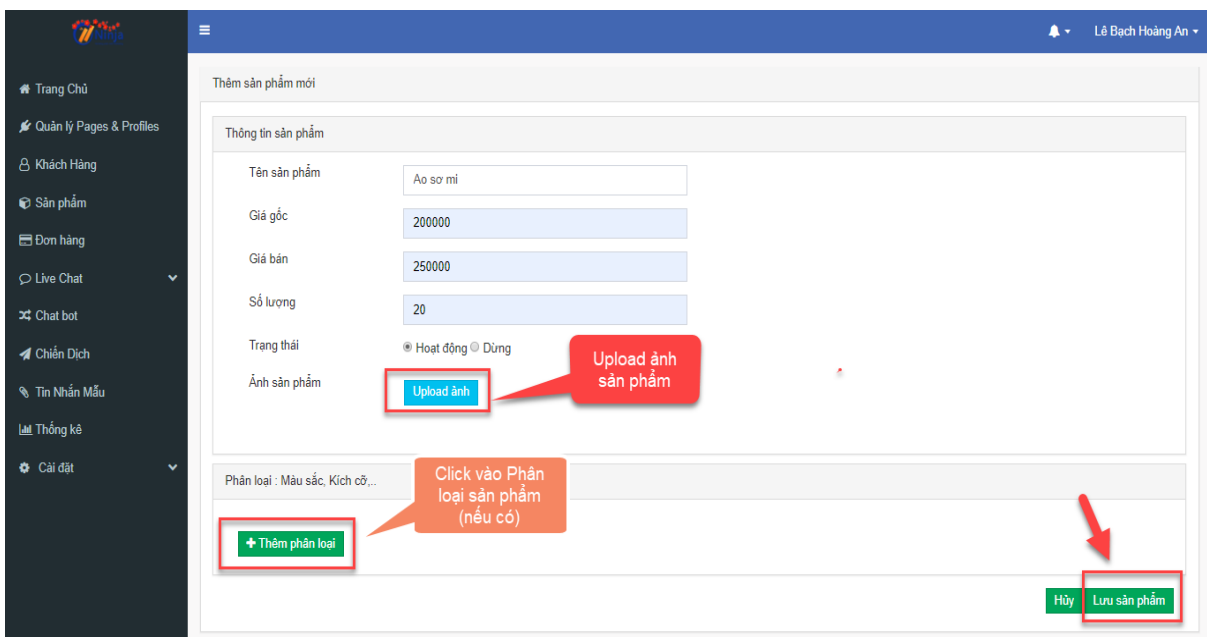 Lê Bạch Hoàng An
Trang Chủ
Quản lý Pages & Profiles
Khách Hàng
Sản phẩm
Đơn hàng
Live Chat
Chat bot
Chiến Dịch
Tin Nhắn Mẫu
Thống kê
Cài đặt
Thêm sản phẩm mới
Thông tin sản phẩm
Tên sản phẩm
Ao sơ mi
Giá gốc
200000
Giá bán
250000
Số lượng
20
Trạng thái
Hoạt động Dừng
Ảnh sản phẩm
Upload ảnh
Upload ảnh
sản phẩm
Phân loại : Màu sắc, Kích cỡ,..
Click vào Phân
loại sản phẩm
(nếu có)
+ Thêm phân loại
Hủy
Lưu sản phẩm